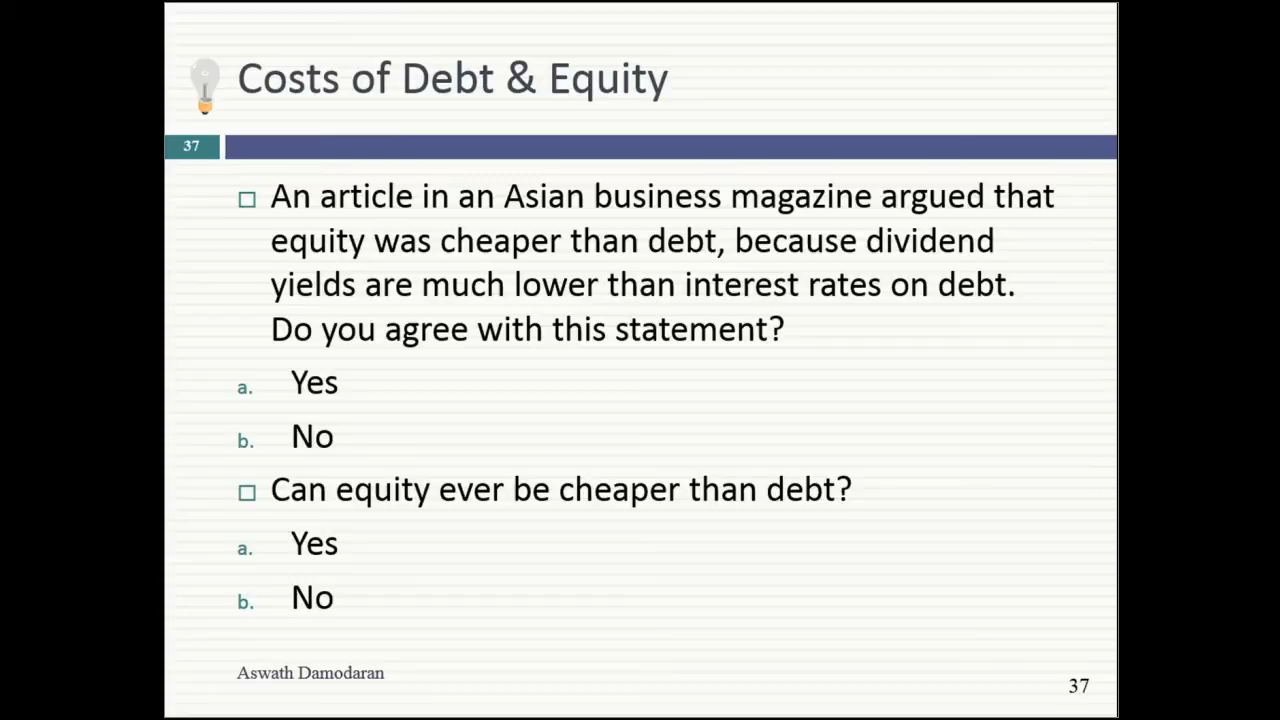 Costs of Debt & Equity
37
An article in an Asian business magazine argued that
equity was cheaper than debt, because dividend
yields are much lower than interest rates on debt.
Do you agree with this statement?
a. Yes
b. No
Can equity ever be cheaper than debt?
a. Yes
b. No
Aswath Damodaran
37